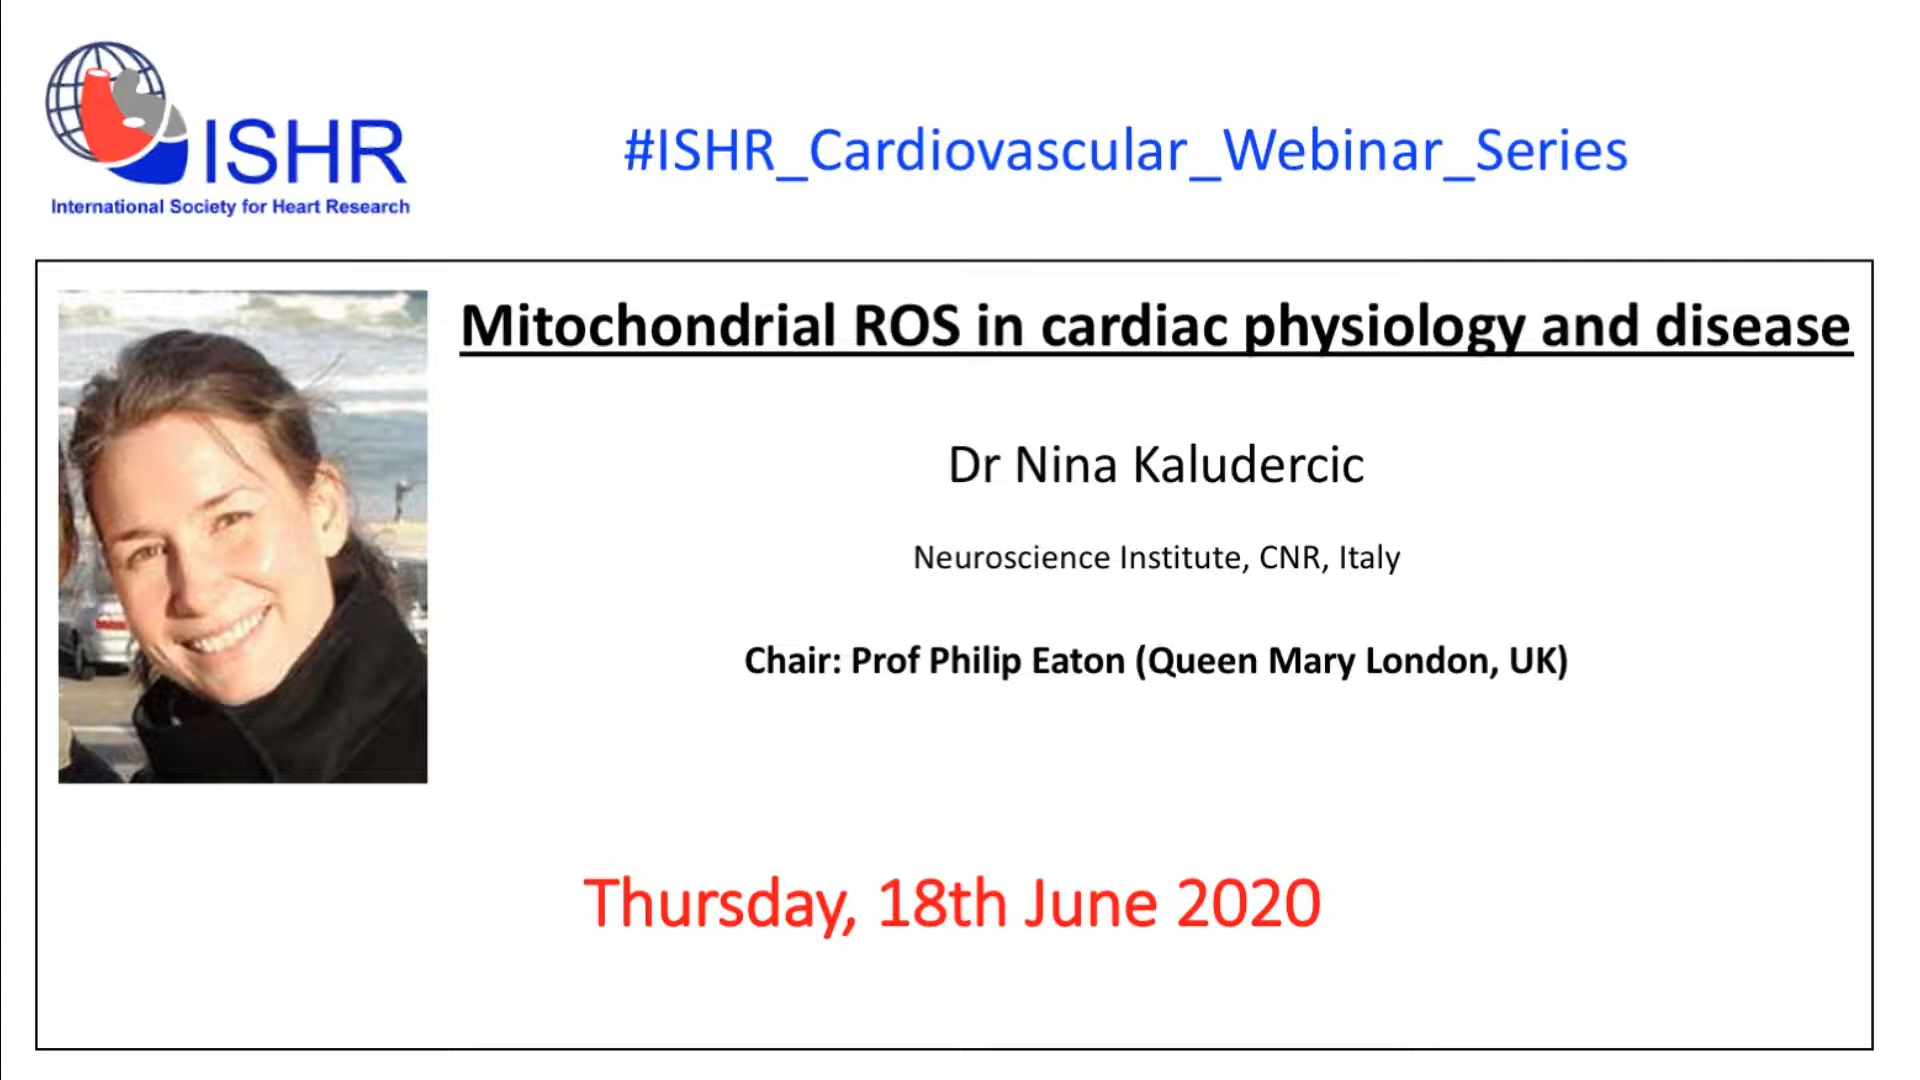 ISHR
International Society for Heart Research
#ISHR_Cardiovascular_Webinar_Series
Mitochondrial ROS in cardiac physiology and disease
Dr Nina Kaludercic
Neuroscience Institute, CNR, Italy
Chair: Prof Philip Eaton (Queen Mary London, UK)
Thursday, 18th June 2020